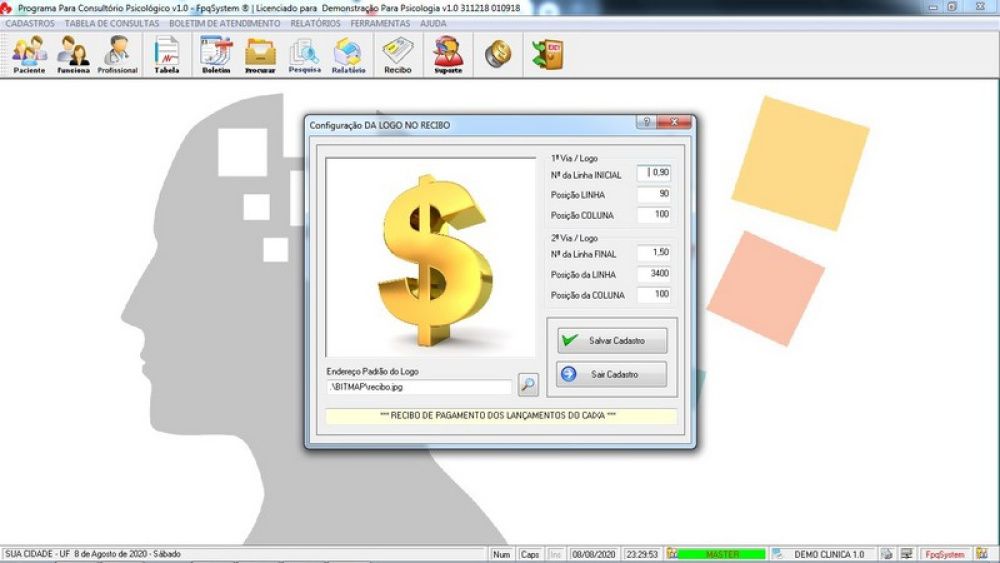 Programa Para Consultório Psicológico v1.0 - FpqSystem ® | Licenciado para Demonstração Para Psicologia v1.0 311218 010918
CADASTROS TABELA DE CONSULTAS BOLETIM DE ATENDIMENTO RELATÓRIOS FERRAMENTAS AJUDA
Paciente Funciona Profissional Tabela Boletim Procurar Pesquisa Relatório Recibo Suporte EXIT
Configuração DA LOGO NO RECIBO
1ª Via / Logo
Nº da Linha INICIAL 0,90
Posição LINHA 90
Posição COLUNA 100
2ª Via / Logo
Nº da Linha FINAL 1,50
Posição da LINHA 3400
Posição da COLUNA 100
Salvar Cadastro
Sair Cadastro
Endereço Padrão do Logo
.\BITMAP\recibo.jpg
*** RECIBO DE PAGAMENTO DOS LANÇAMENTOS DO CAIXA ***
SUA CIDADE - UF 8 de Agosto de 2020 - Sábado Num Caps Ins 08/08/2020 23:29:53 MASTER DEMO CLINICA 1.0 FpqSystem